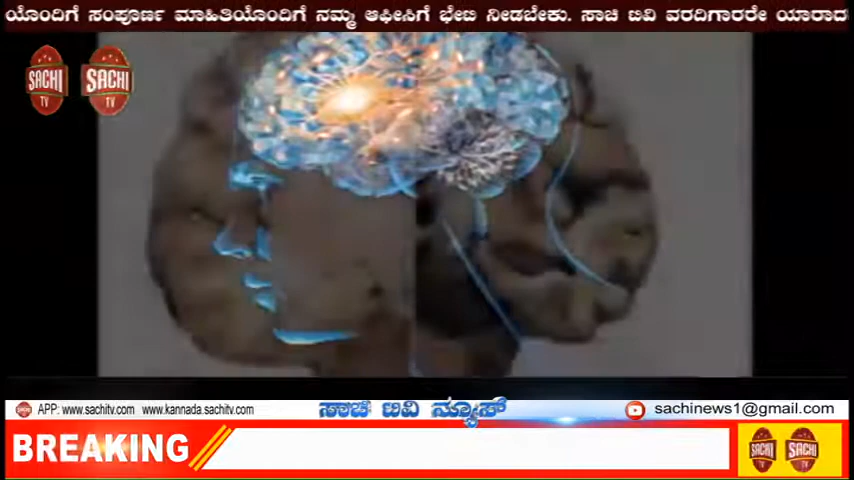 ಯೊಂದಿಗೆ ಸಂಪೂರ್ಣ ಮಾಹಿತಿಯೊಂದಿಗೆ ನಮ್ಮ ಆಫೀಸಿಗೆ ಭೇಟಿ ನೀಡಬೇಕು. ಸಾಚಿ ಟಿವಿ ವರದಿಗಾರರೇ ಯಾರಾದ
SACHI TV SACHI TV
APP: www.sachitv.com www.kannada.sachitv.com ಸಾಚಿ ಟಿವಿ ನ್ಯೂಸ್ sachinews1@gmail.com
BREAKING SACHI TV SACHI TV